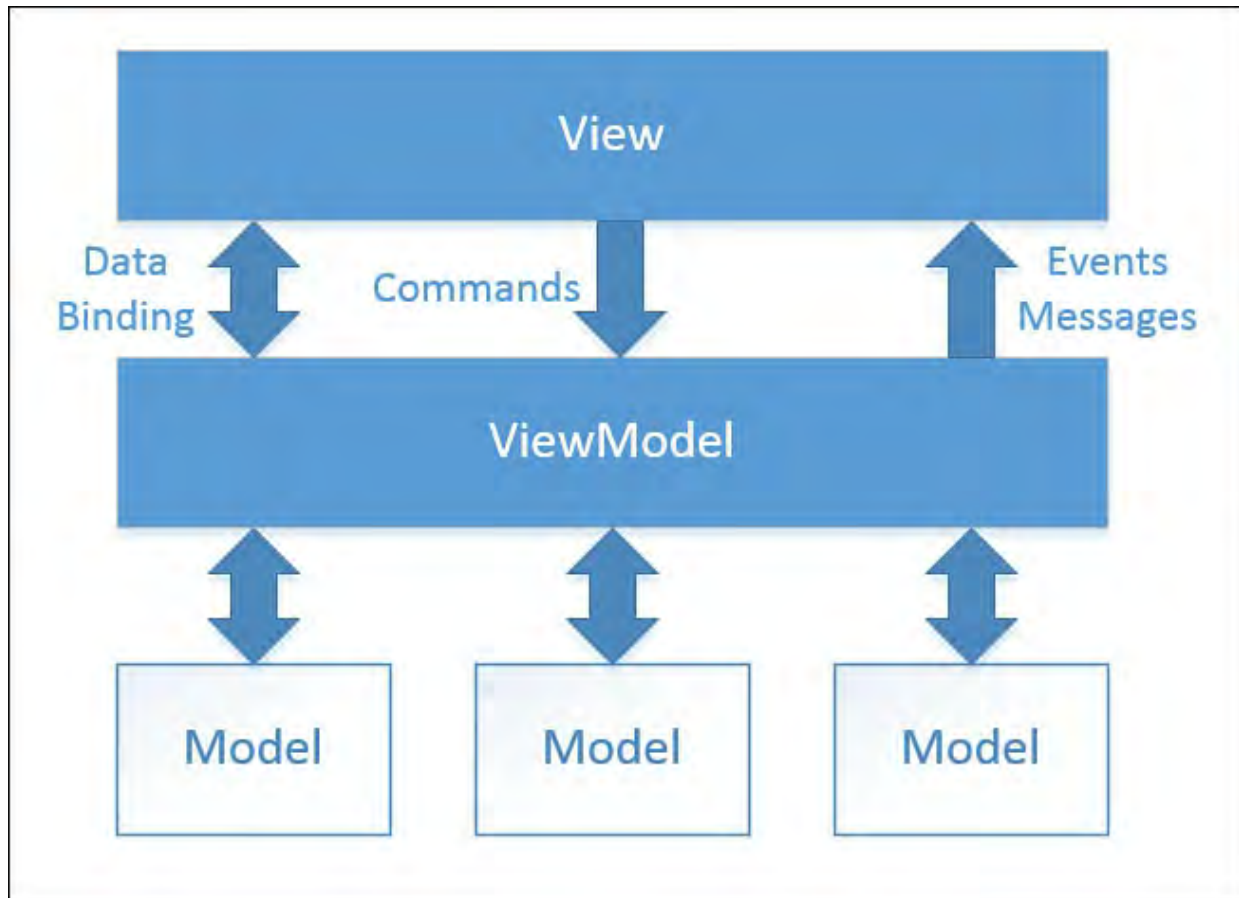 View
Data
Binding
Commands
Events
Messages
ViewModel
Model
Model
Model